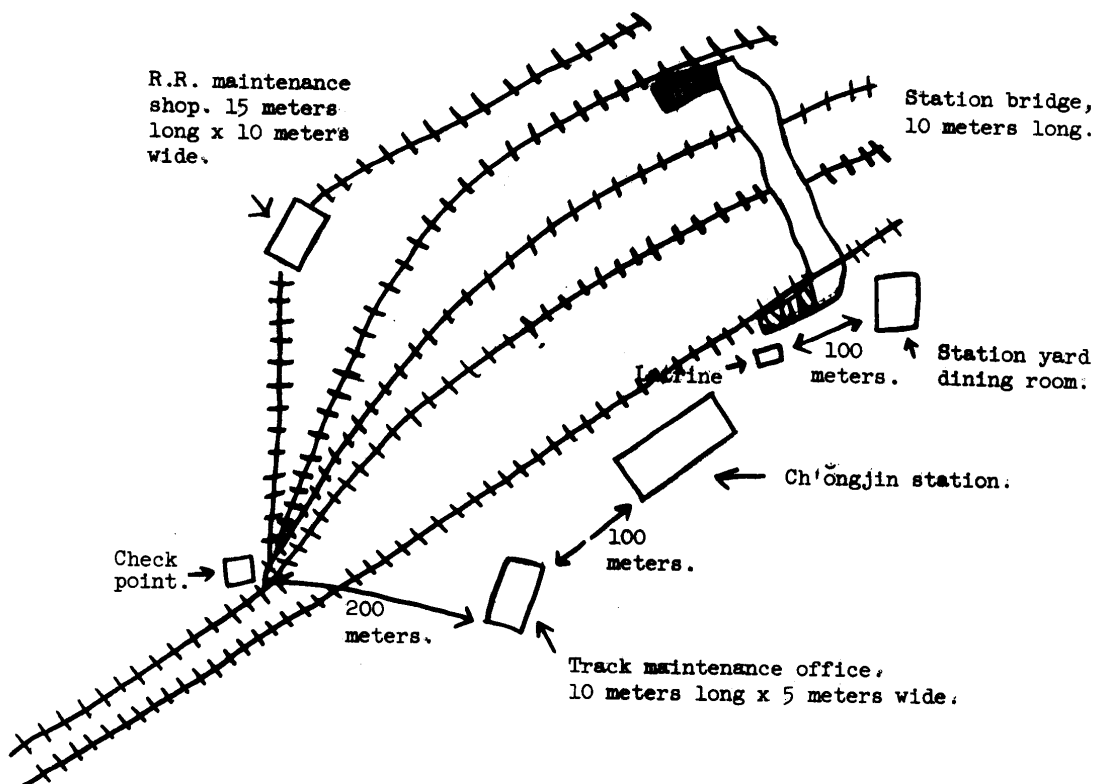 R.R. maintenance
shop. 15 meters
long x 10 meters
wide.
Station bridge,
10 meters long.
100
meters.
Station yard
dining room.
Latrine
Ch'ŏngjin station.
100
meters.
Check
point.
200
meters.
Track maintenance office.
10 meters long x 5 meters wide.